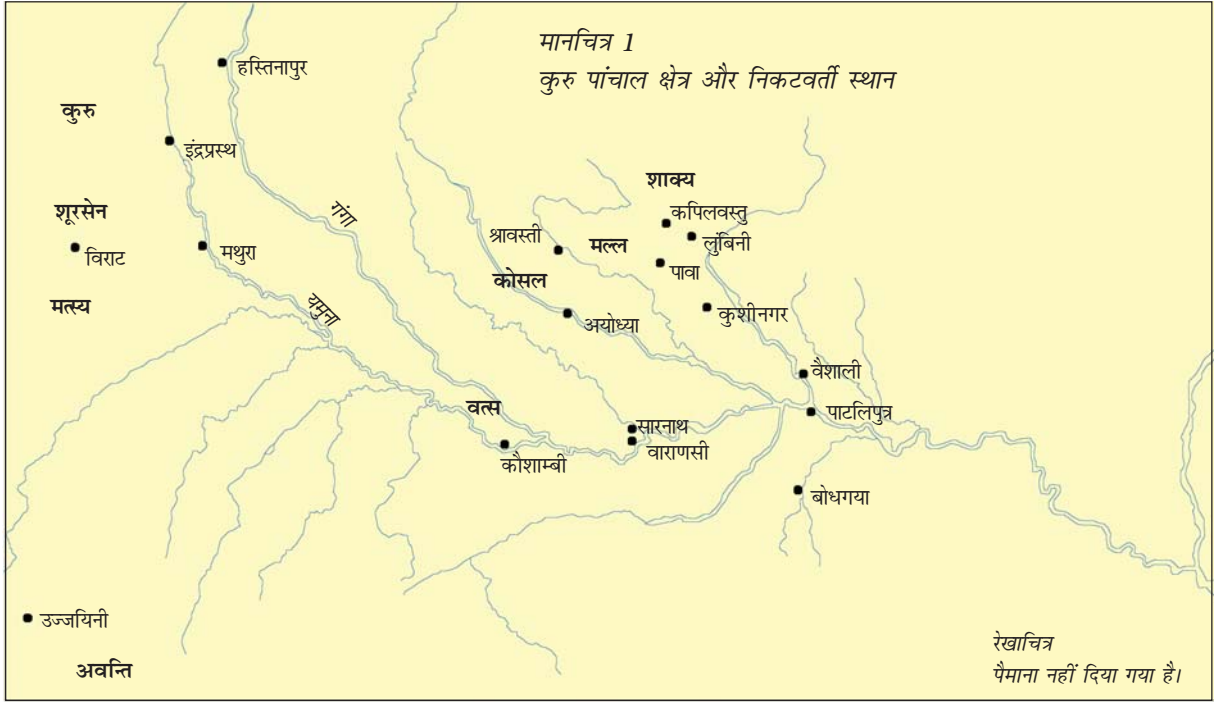 मानचित्र 1
कुरु पांचाल क्षेत्र और निकटवर्ती स्थान
हस्तिनापुर
कुरु
इंद्रप्रस्थ
शाक्य
शूरसेन
गंगा
कपिलवस्तु
श्रावस्ती
मल्ल
लुंबिनी
विराट
मथुरा
पावा
कोसल
मत्स्य
यमुना
अयोध्या
कुशीनगर
वैशाली
वत्स
पाटलिपुत्र
सारनाथ
वाराणसी
कौशाम्बी
बोधगया
उज्जयिनी
अवन्ति
रेखाचित्र
पैमाना नहीं दिया गया है।